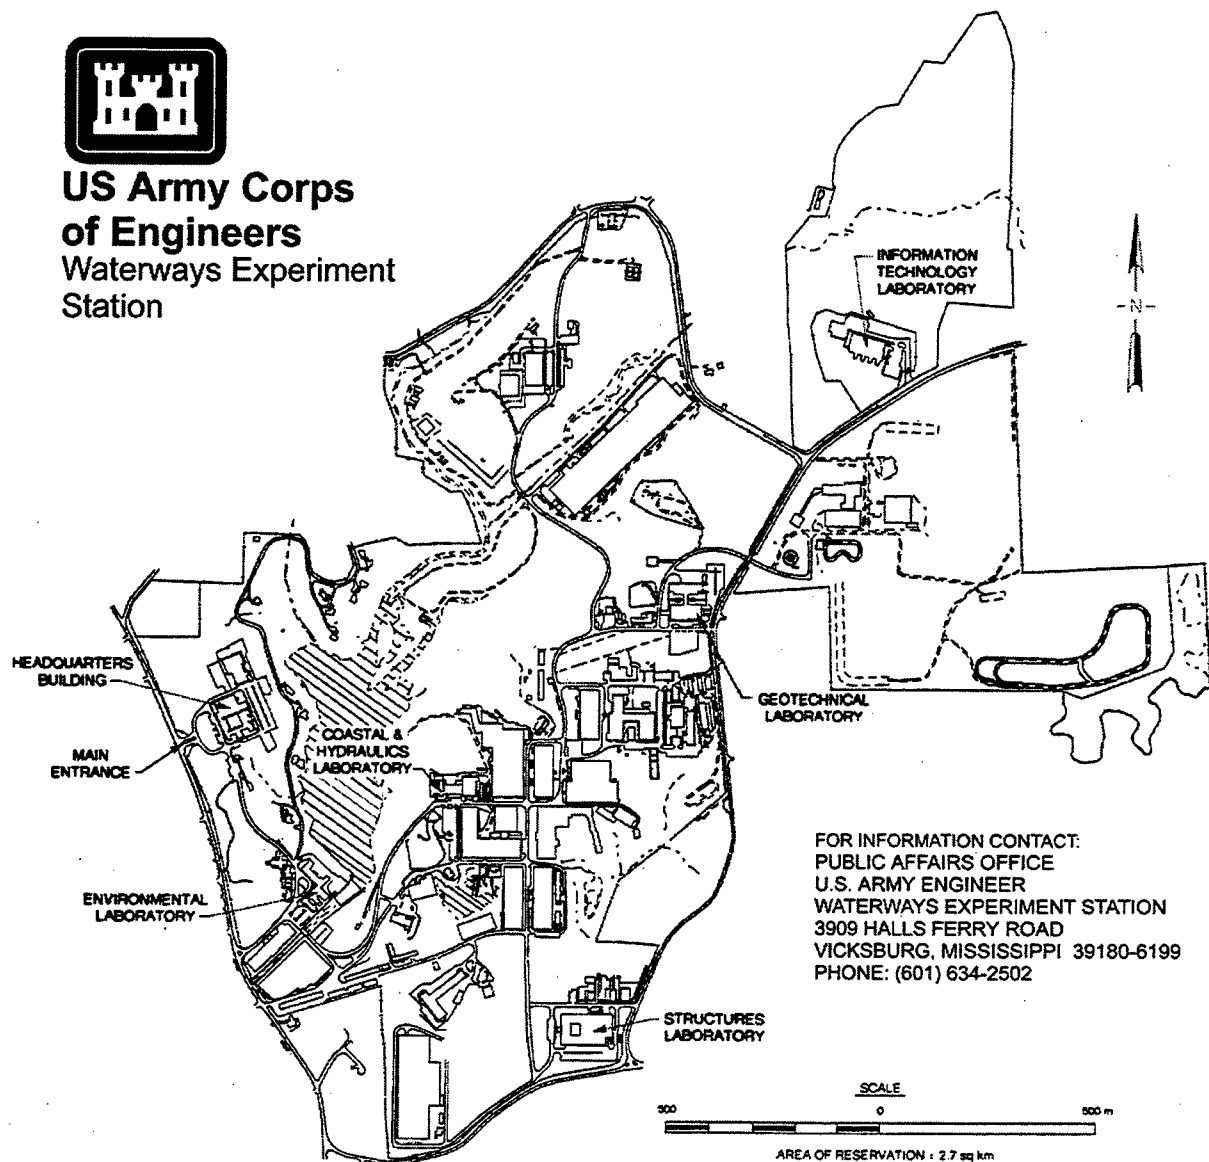 US Army Corps
of Engineers
Waterways Experiment
Station
INFORMATION
TECHNOLOGY
LABORATORY
N
HEADQUARTERS
BUILDING
MAIN
ENTRANCE
COASTAL &
HYDRAULICS
LABORATORY
GEOTECHNICAL
LABORATORY
ENVIRONMENTAL
LABORATORY
STRUCTURES
LABORATORY
FOR INFORMATION CONTACT:
PUBLIC AFFAIRS OFFICE
U.S. ARMY ENGINEER
WATERWAYS EXPERIMENT STATION
3909 HALLS FERRY ROAD
VICKSBURG, MISSISSIPPI 39180-6199
PHONE: (601) 634-2502
SCALE
500 0 500 m
AREA OF RESERVATION : 2.7 sq km